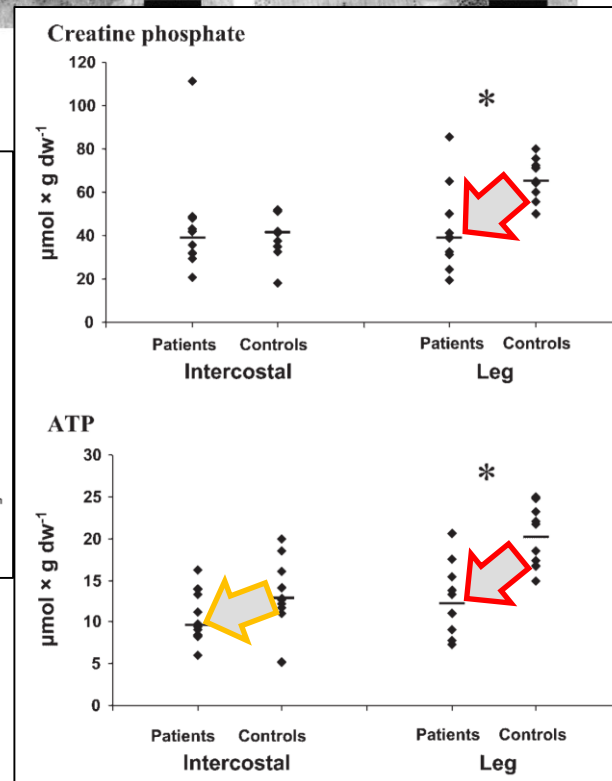 Creatine phosphate
µmol × g dw-1
120
100
80
60
40
20
0
*
Patients Controls Patients Controls
Intercostal Leg
ATP
µmol × g dw-1
30
25
20
15
10
5
0
*
Patients Controls Patients Controls
Intercostal Leg